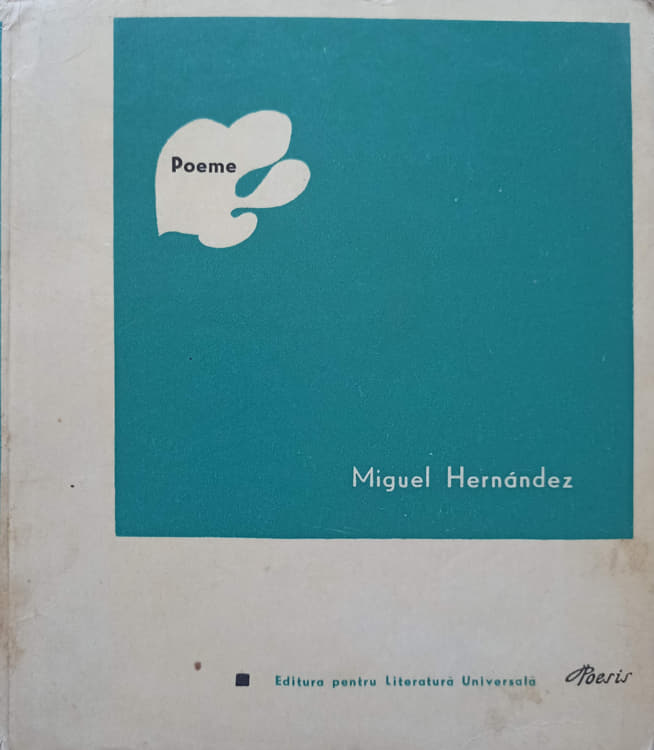 Poeme
Miguel Hernández
Editura pentru Literatură Universală
Poesis